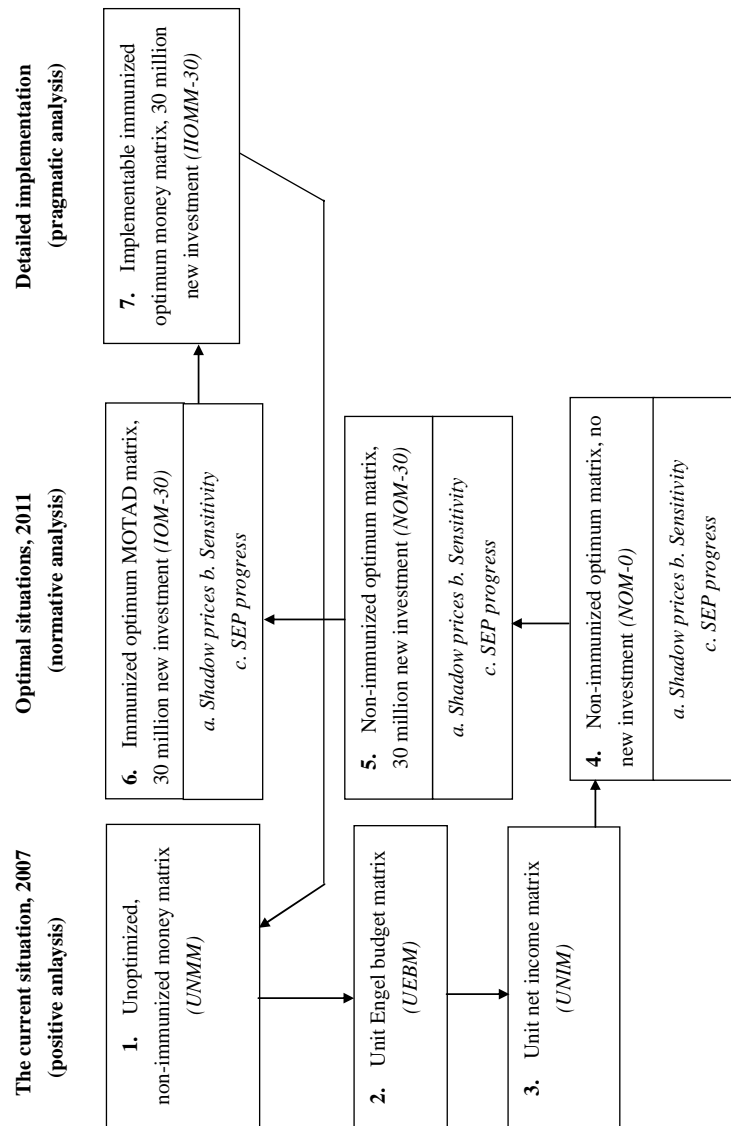 The current situation, 2007
(positive anlaysis)
Optimal situations, 2011
(normative analysis)
Detailed implementation
(pragmatic analysis)
1. Unoptimized,
non-immunized money matrix
(UNMM)
2. Unit Engel budget matrix
(UEBM)
3. Unit net income matrix
(UNIM)
4. Non-immunized optimum matrix, no
new investment (NOM-0)
a. Shadow prices b. Sensitivity
c. SEP progress
5. Non-immunized optimum matrix,
30 million new investment (NOM-30)
a. Shadow prices b. Sensitivity
c. SEP progress
6. Immunized optimum MOTAD matrix,
30 million new investment (IOM-30)
a. Shadow prices b. Sensitivity
c. SEP progress
7. Implementable immunized
optimum money matrix, 30 million
new investment (IIOMM-30)